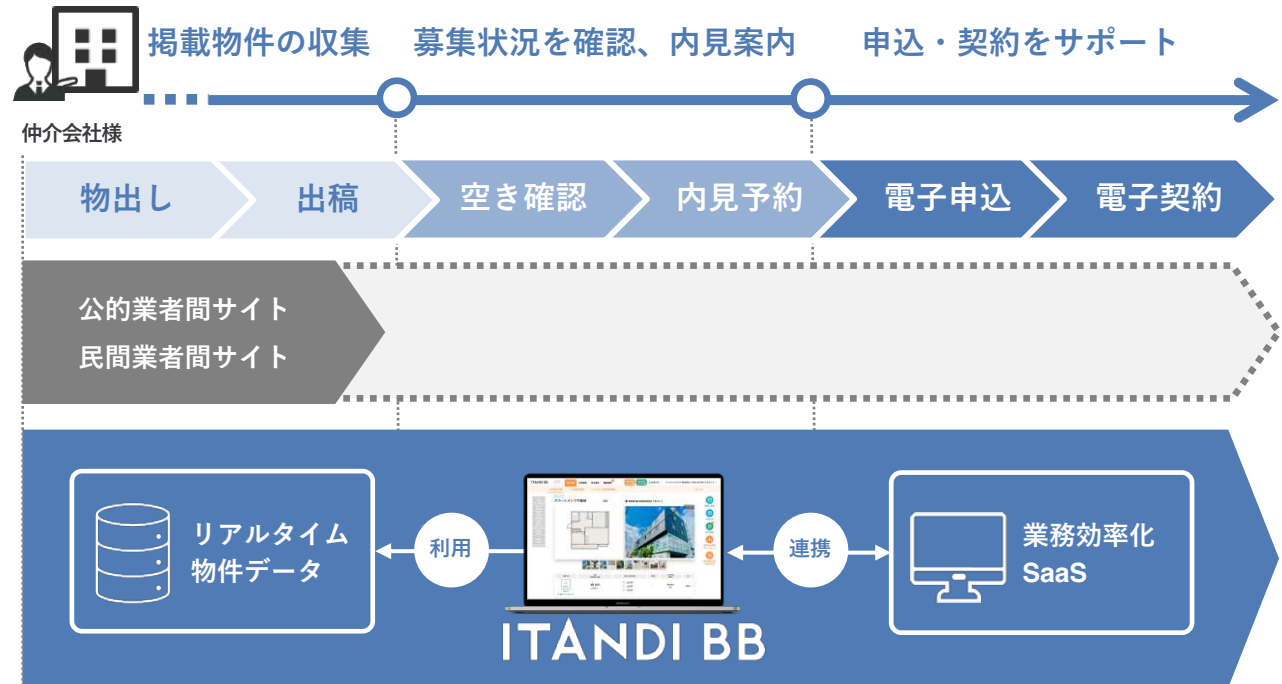 掲載物件の収集
募集状況を確認、内見案内
申込・契約をサポート
仲介会社様
物出し
出稿
空き確認
内見予約
電子申込
電子契約
公的業者間サイト
民間業者間サイト
リアルタイム
物件データ
利用
連携
業務効率化
SaaS
ITANDI BB
ITANDI BB